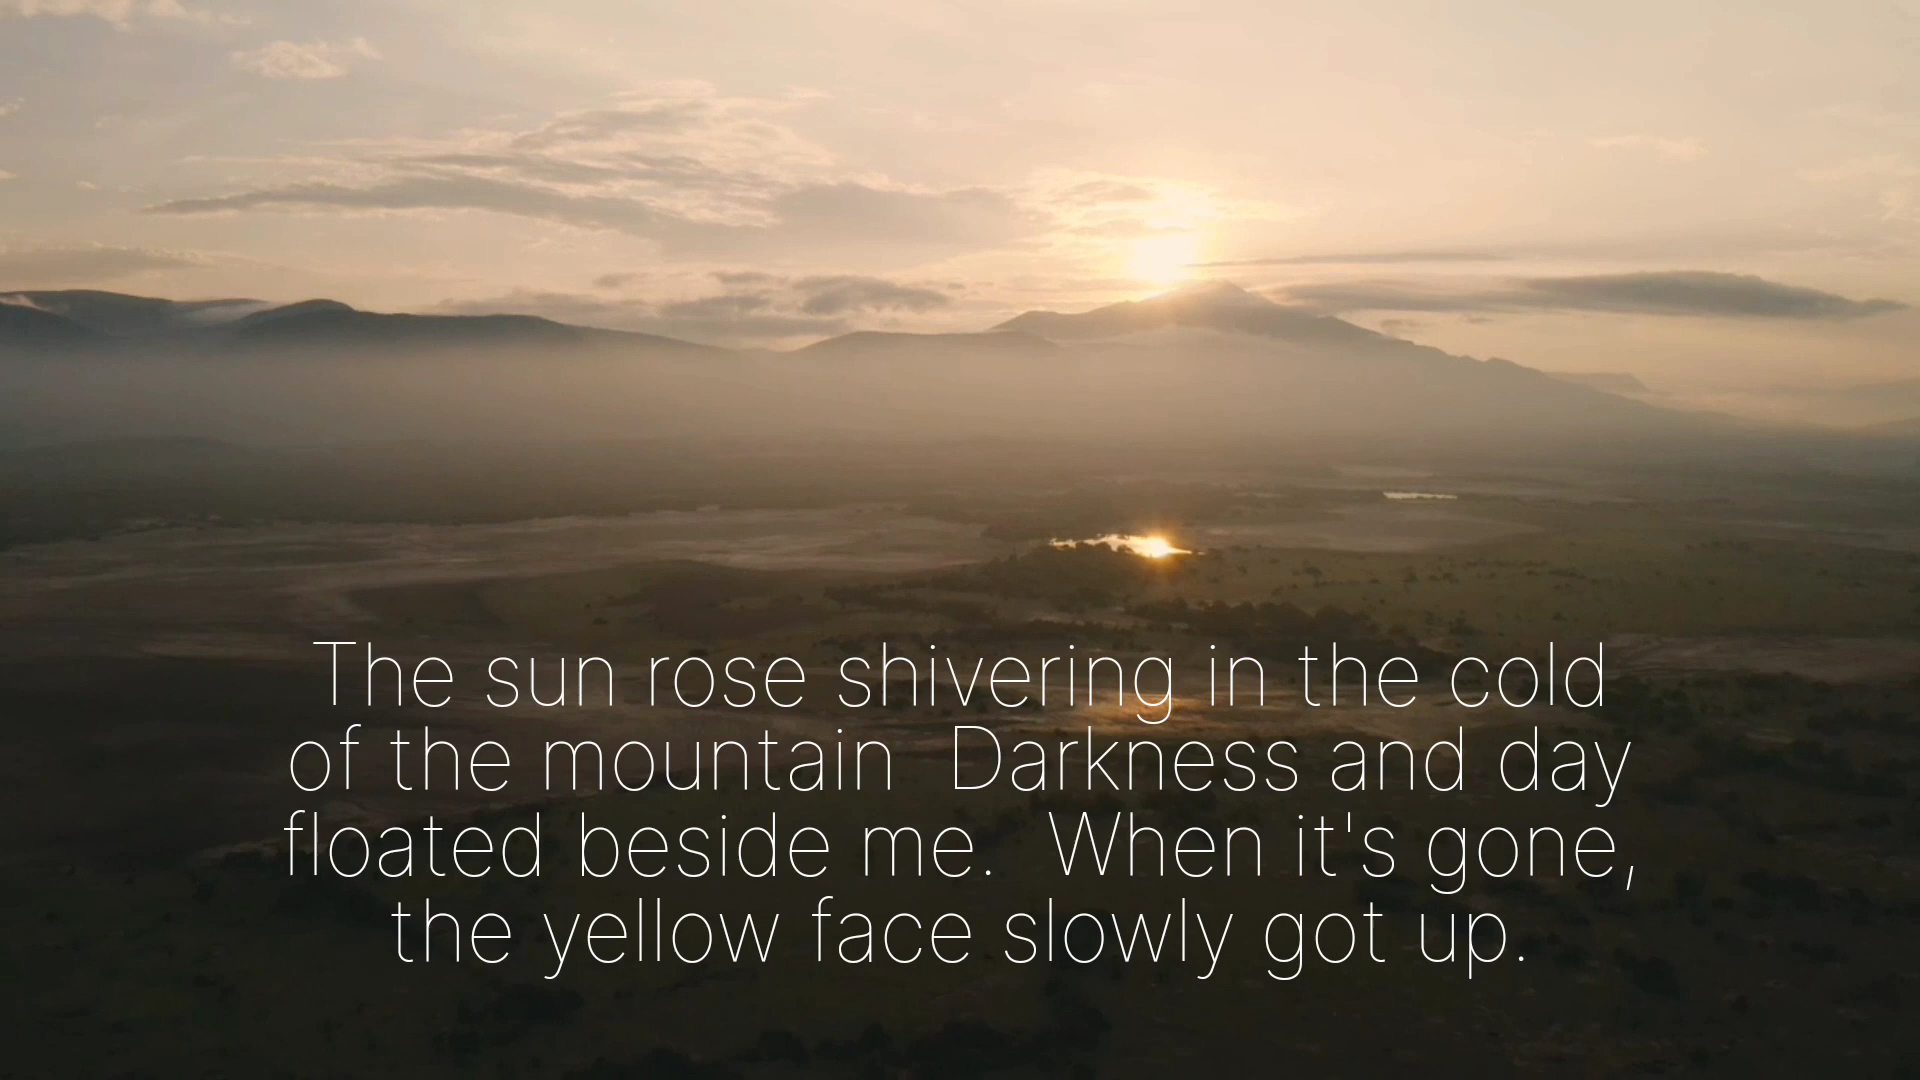 The sun rose shivering in the cold
of the mountain  Darkness and day
floated beside me.  When it's gone,
the yellow face slowly got up.